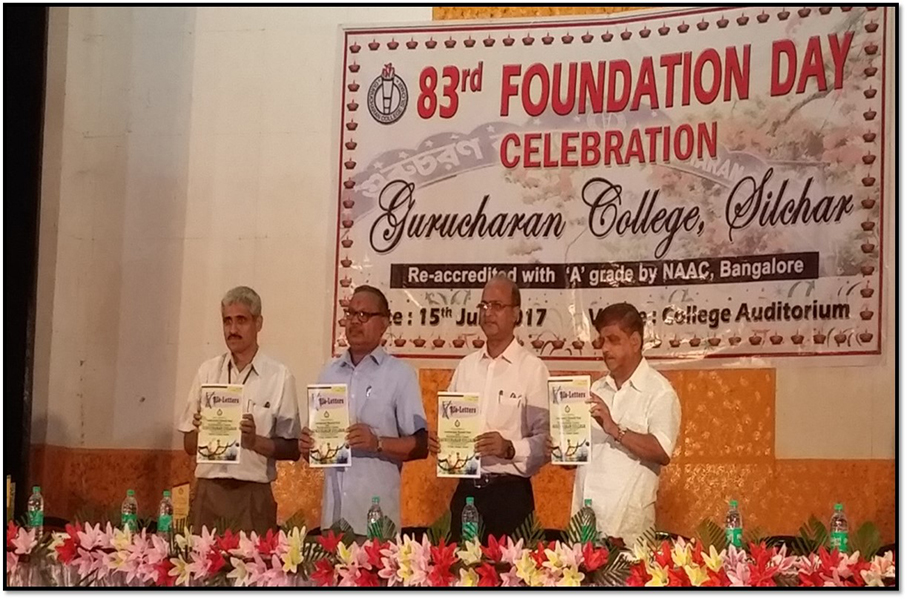 83rd FOUNDATION DAY
CELEBRATION
গুরুচরণ
Gurucharan College, Silchar
Re-accredited with 'A' grade by NAAC, Bangalore
: 15th 2017
: College Auditorium
Bio-Letters
Bio-Letters
Bio-Letters
Bio-Letters